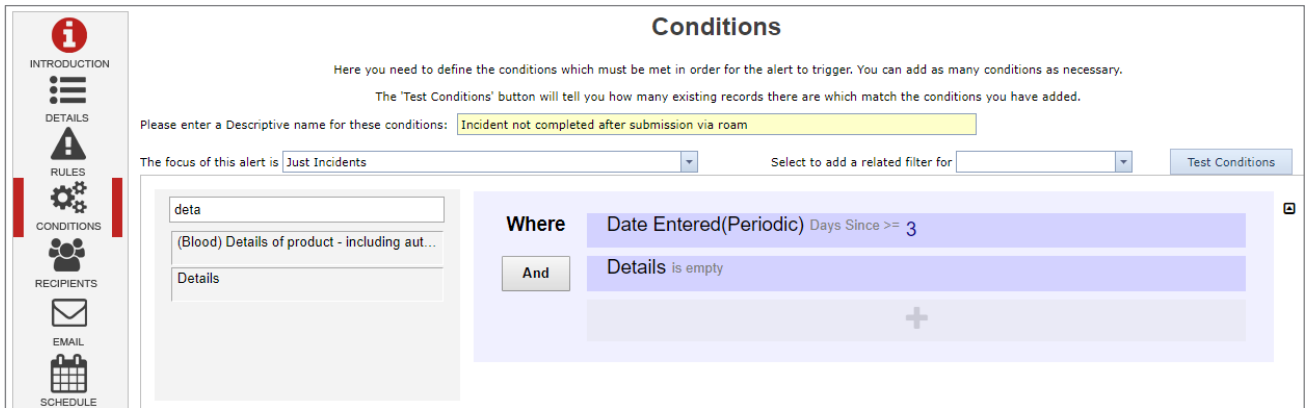 Conditions
INTRODUCTION
Here you need to define the conditions which must be met in order for the alert to trigger. You can add as many conditions as necessary.
The 'Test Conditions' button will tell you how many existing records there are which match the conditions you have added.
DETAILS
Please enter a Descriptive name for these conditions: Incident not completed after submission via roam
RULES
The focus of this alert is Just Incidents Select to add a related filter for Test Conditions
CONDITIONS
deta
(Blood) Details of product - including aut...
Details
Where Date Entered(Periodic) Days Since >= 3
And Details is empty
RECIPIENTS
EMAIL
SCHEDULE